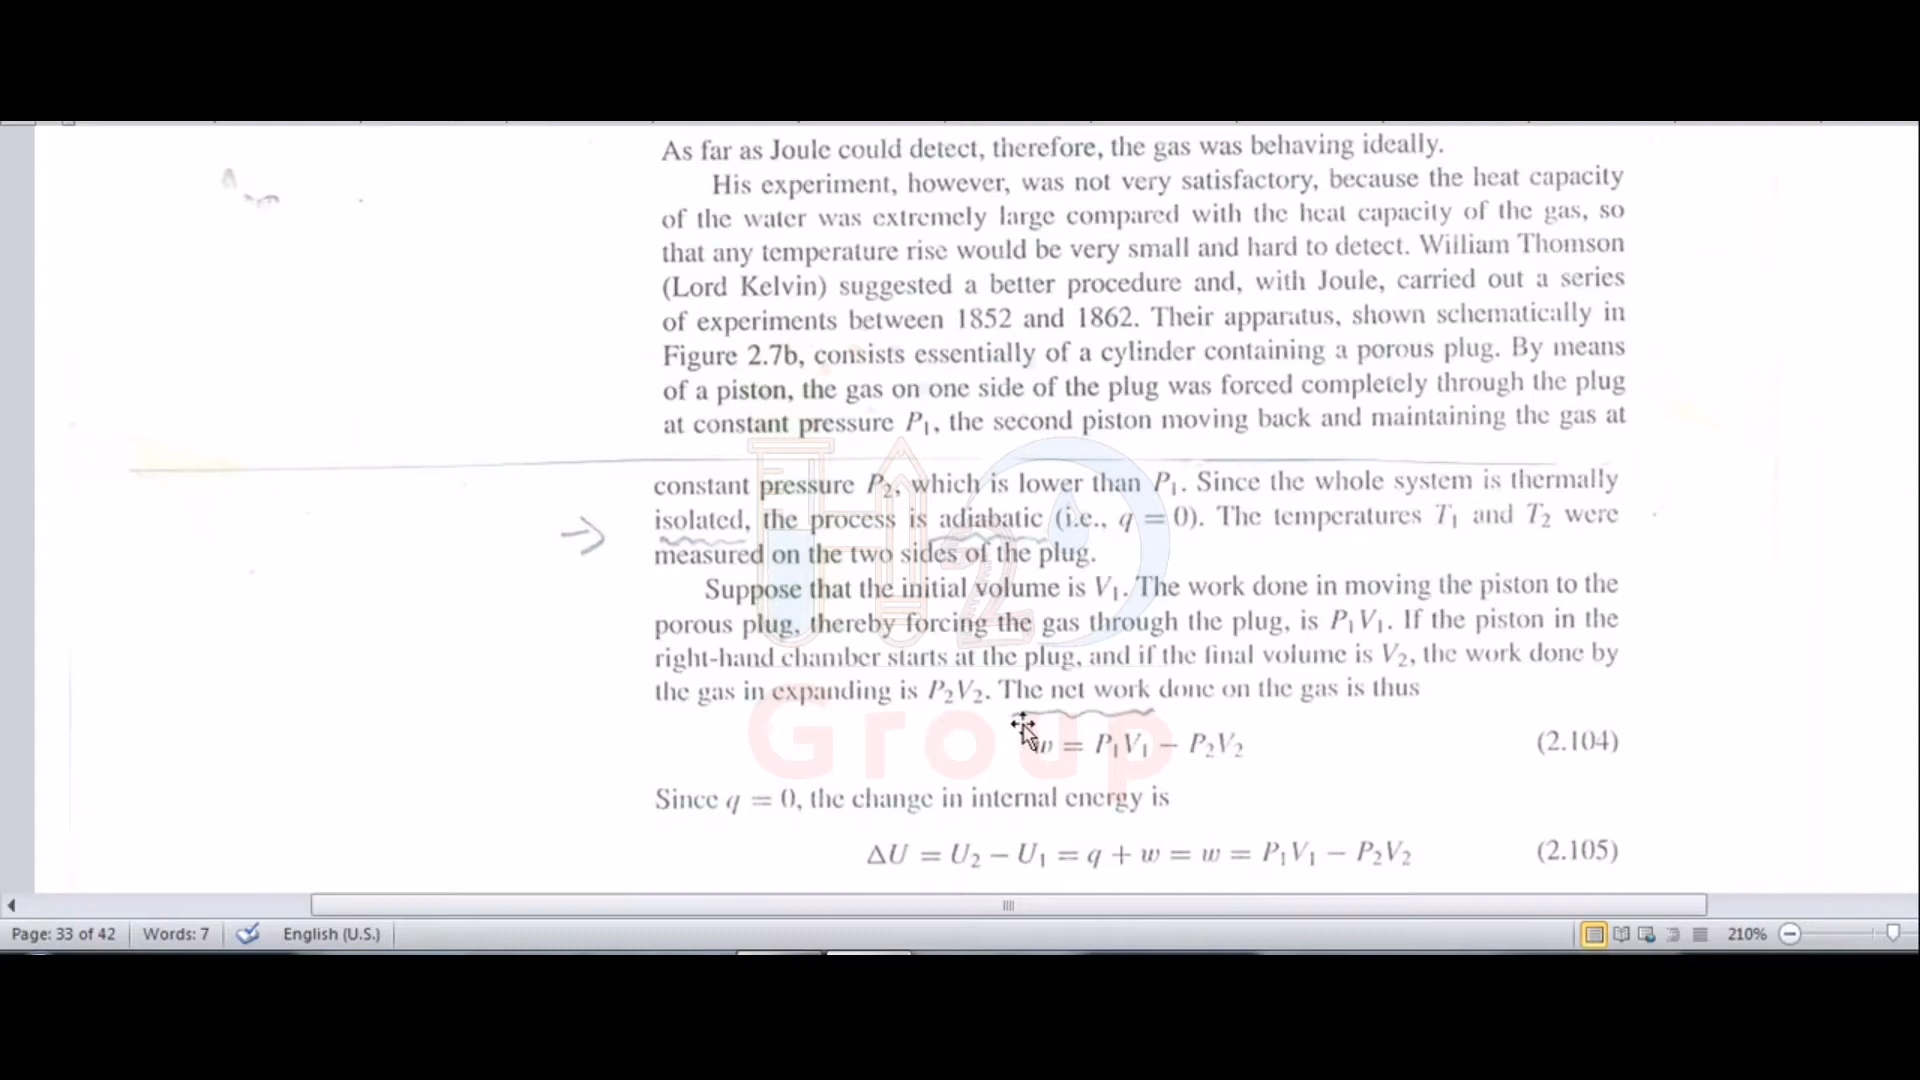 As far as Joule could detect, therefore, the gas was behaving ideally.
His experiment, however, was not very satisfactory, because the heat capacity
of the water was extremely large compared with the heat capacity of the gas, so
that any temperature rise would be very small and hard to detect. William Thomson
(Lord Kelvin) suggested a better procedure and, with Joule, carried out a series
of experiments between 1852 and 1862. Their apparatus, shown schematically in
Figure 2.7b, consists essentially of a cylinder containing a porous plug. By means
of a piston, the gas on one side of the plug was forced completely through the plug
at constant pressure P₁, the second piston moving back and maintaining the gas at
constant pressure P₂, which is lower than P₁. Since the whole system is thermally
isolated, the process is adiabatic (i.e., q = 0). The temperatures T₁ and T₂ were
measured on the two sides of the plug.
Suppose that the initial volume is V₁. The work done in moving the piston to the
porous plug, thereby forcing the gas through the plug, is P₁V₁. If the piston in the
right-hand chamber starts at the plug, and if the final volume is V₂, the work done by
the gas in expanding is P₂V₂. The net work done on the gas is thus
w = P₁V₁ − P₂V₂ (2.104)
Since q = 0, the change in internal energy is
ΔU = U₂ − U₁ = q + w = w = P₁V₁ − P₂V₂ (2.105)
H2O
Group
Page: 33 of 42 Words: 7 English (U.S.) 210%